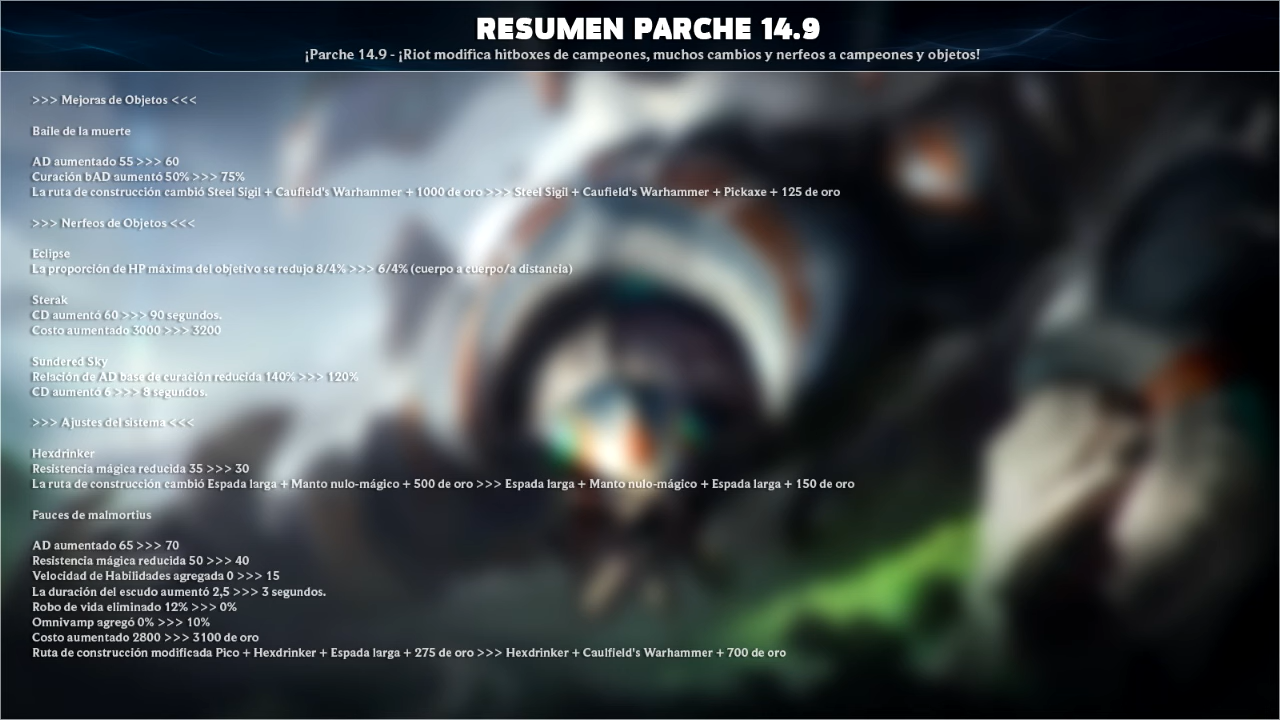 RESUMEN PARCHE 14.9
¡Parche 14.9 - ¡Riot modifica hitboxes de campeones, muchos cambios y nerfeos a campeones y objetos!
>>> Mejoras de Objetos <<<
Baile de la muerte
AD aumentado 55 >>> 60
Curación bAD aumentó 50% >>> 75%
La ruta de construcción cambió Steel Sigil + Caufield's Warhammer + 1000 de oro >>> Steel Sigil + Caufield's Warhammer + Pickaxe + 125 de oro
>>> Nerfeos de Objetos <<<
Eclipse
La proporción de HP máxima del objetivo se redujo 8/4% >>> 6/4% (cuerpo a cuerpo/a distancia)
Sterak
CD aumentó 60 >>> 90 segundos.
Costo aumentado 3000 >>> 3200
Sundered Sky
Relación de AD base de curación reducida 140% >>> 120%
CD aumentó 6 >>> 8 segundos.
>>> Ajustes del sistema <<<
Hexdrinker
Resistencia mágica reducida 35 >>> 30
La ruta de construcción cambió Espada larga + Manto nulo-mágico + 500 de oro >>> Espada larga + Manto nulo-mágico + Espada larga + 150 de oro
Fauces de malmortius
AD aumentado 65 >>> 70
Resistencia mágica reducida 50 >>> 40
Velocidad de Habilidades agregada 0 >>> 15
La duración del escudo aumentó 2,5 >>> 3 segundos.
Robo de vida eliminado 12% >>> 0%
Omnivamp agregó 0% >>> 10%
Costo aumentado 2800 >>> 3100 de oro
Ruta de construcción modificada Pico + Hexdrinker + Espada larga + 275 de oro >>> Hexdrinker + Caulfield's Warhammer + 700 de oro